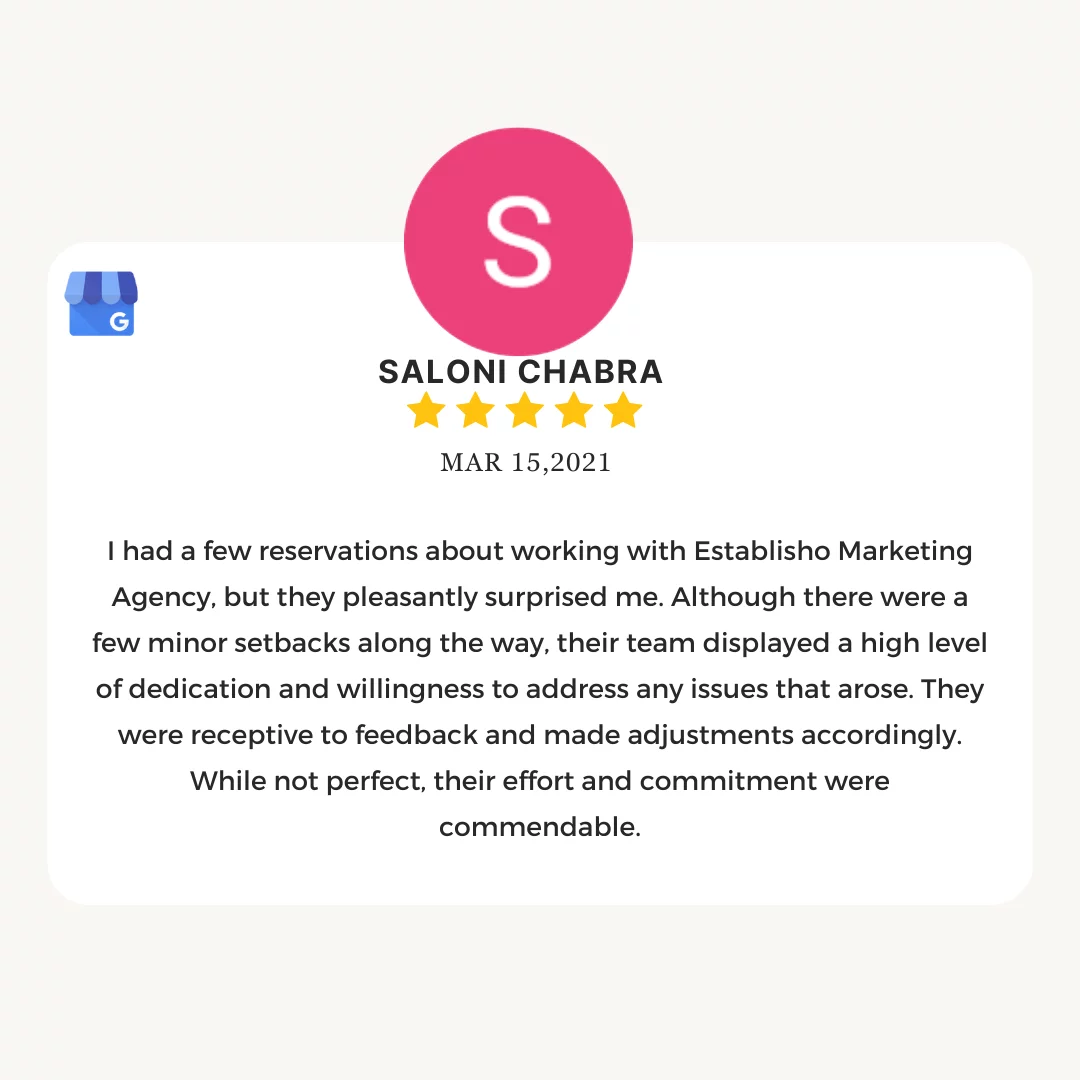 S
G
SALONI CHABRA
MAR 15,2021
I had a few reservations about working with Establisho Marketing
Agency, but they pleasantly surprised me. Although there were a
few minor setbacks along the way, their team displayed a high level
of dedication and willingness to address any issues that arose. They
were receptive to feedback and made adjustments accordingly.
While not perfect, their effort and commitment were
commendable.